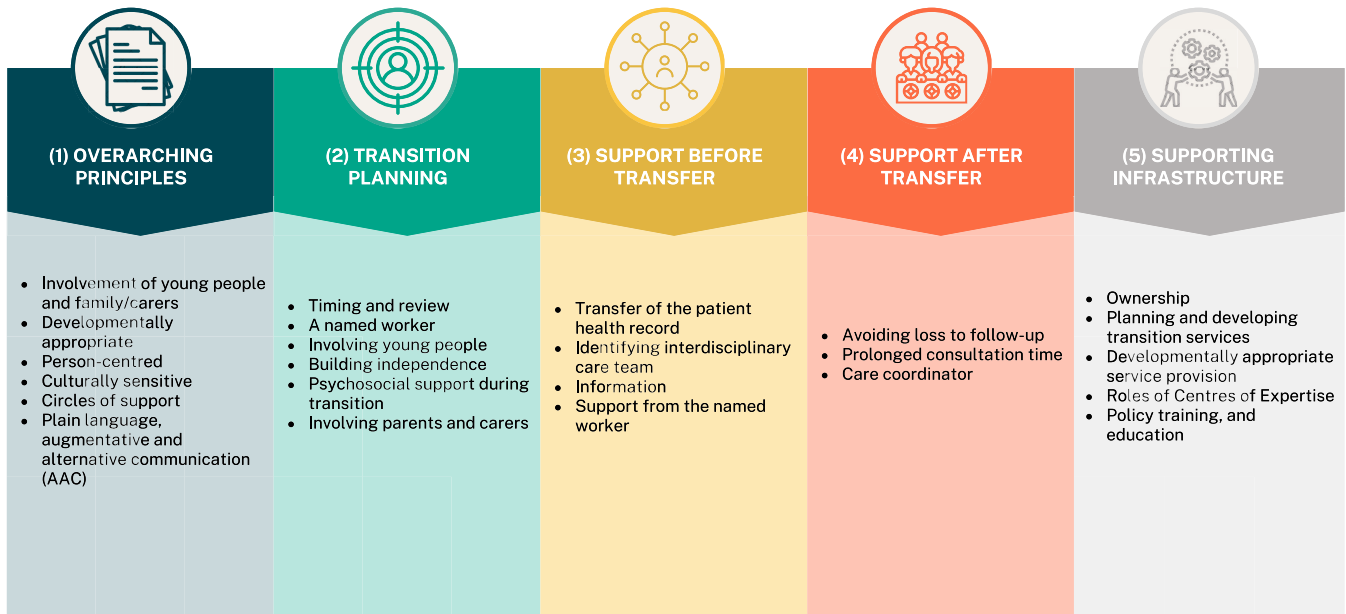 (1) OVERARCHING
PRINCIPLES
• Involvement of young people
and family/carers
• Developmentally
appropriate
• Person-centred
• Culturally sensitive
• Circles of support
• Plain language,
augmentative and
alternative communication
(AAC)
(2) TRANSITION
PLANNING
• Timing and review
• A named worker
• Involving young people
• Building independence
• Psychosocial support during
transition
• Involving parents and carers
(3) SUPPORT BEFORE
TRANSFER
• Transfer of the patient
health record
• Identifying interdisciplinary
care team
• Information
• Support from the named
worker
(4) SUPPORT AFTER
TRANSFER
• Avoiding loss to follow-up
• Prolonged consultation time
• Care coordinator
(5) SUPPORTING
INFRASTRUCTURE
• Ownership
• Planning and developing
transition services
• Developmentally appropriate
service provision
• Roles of Centres of Expertise
• Policy training, and
education